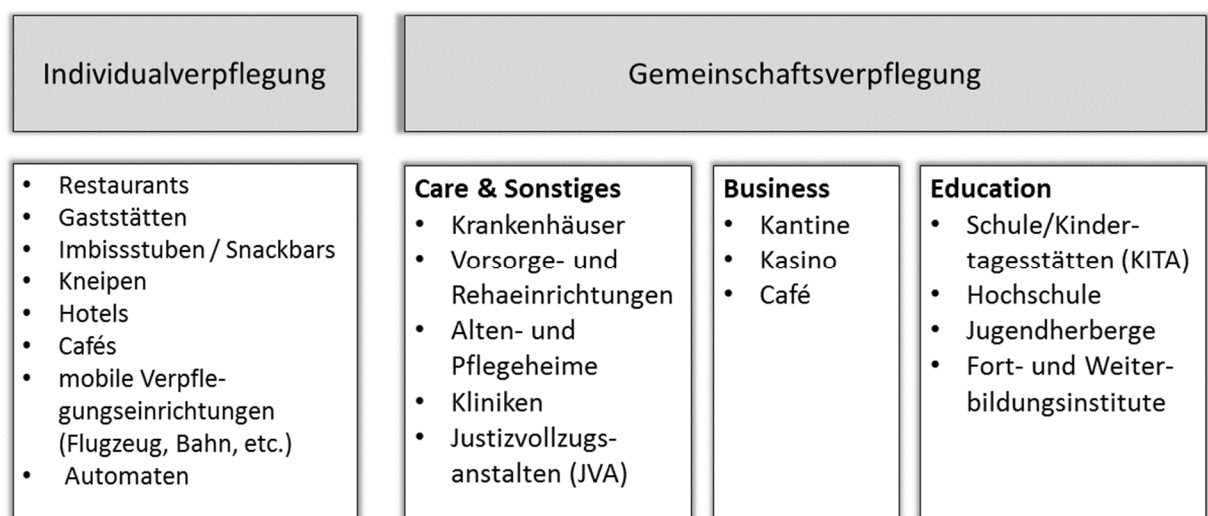 Individualverpflegung
Gemeinschaftsverpflegung
• Restaurants
• Gaststätten
• Imbissstuben / Snackbars
• Kneipen
• Hotels
• Cafés
• mobile Verpfle-
gungseinrichtungen
(Flugzeug, Bahn, etc.)
• Automaten
Care & Sonstiges
• Krankenhäuser
• Vorsorge- und
Rehaeinrichtungen
• Alten- und
Pflegeheime
• Kliniken
• Justizvollzugs-
anstalten (JVA)
Business
• Kantine
• Kasino
• Café
Education
• Schule/Kinder-
tagesstätten (KITA)
• Hochschule
• Jugendherberge
• Fort- und Weiter-
bildungsinstitute